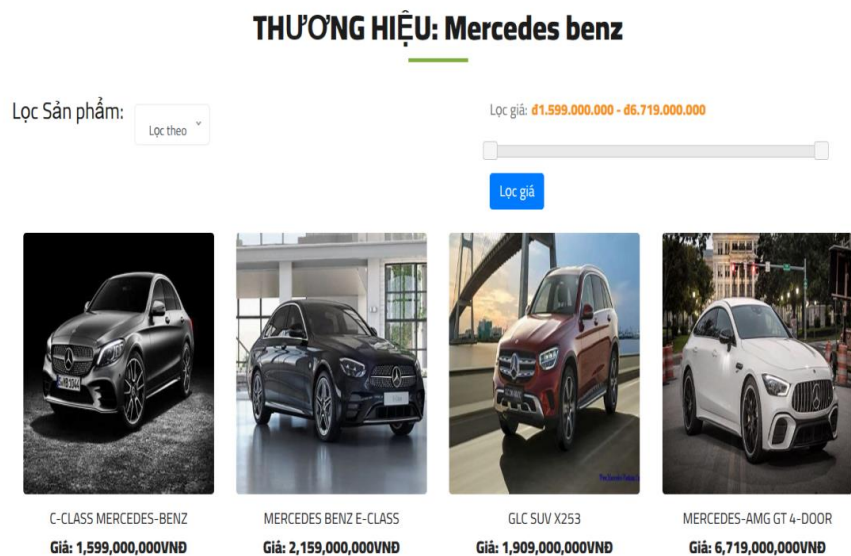 THƯƠNG HIỆU: Mercedes benz
Lọc Sản phẩm:
Lọc theo
Lọc giá: đ1.599.000.000 - đ6.719.000.000
Lọc giá
C-CLASS MERCEDES-BENZ
MERCEDES BENZ E-CLASS
GLC SUV X253
MERCEDES-AMG GT 4-DOOR
Giá: 1,599,000,000VNĐ
Giá: 2,159,000,000VNĐ
Giá: 1,909,000,000VNĐ
Giá: 6,719,000,000VNĐ